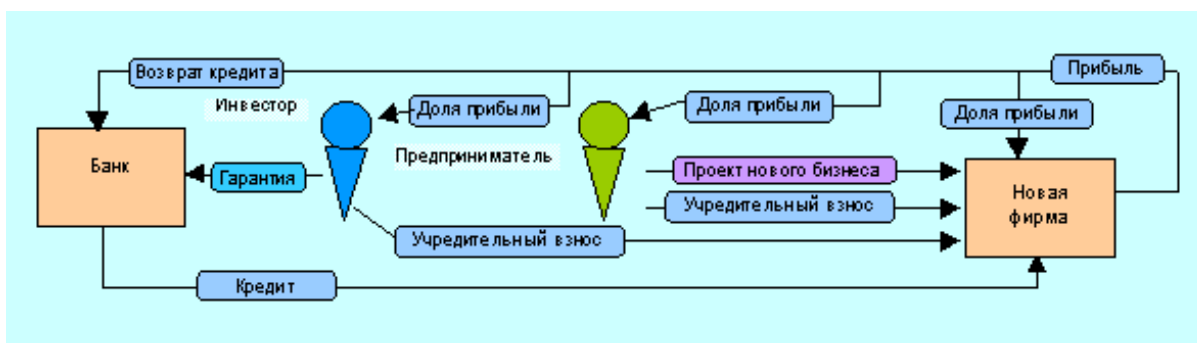 Возврат кредита
Прибыль
Инвестор
Доля прибыли
Доля прибыли
Доля прибыли
Банк
Предприниматель
Гарантия
Проект нового бизнеса
Учредительный взнос
Новая
фирма
Учредительный взнос
Кредит